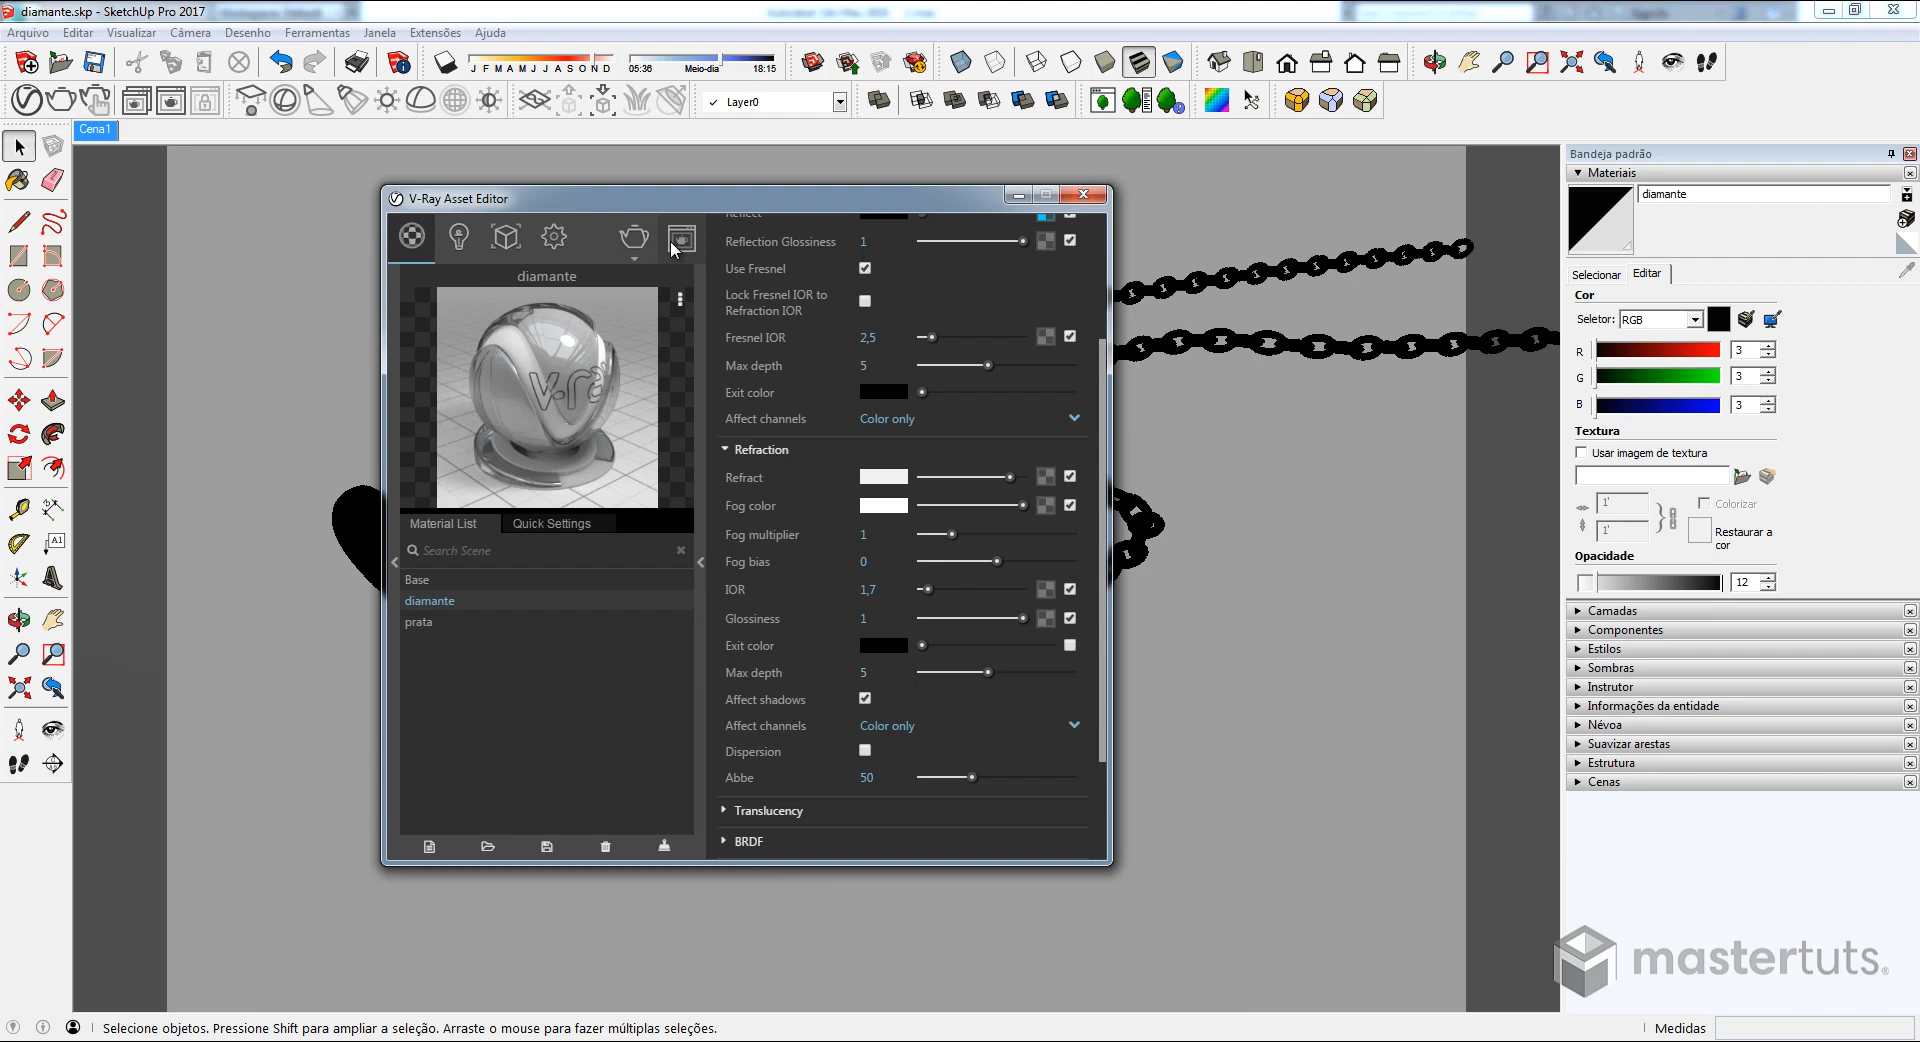 diamante.skp - SketchUp Pro 2017
Arquivo Editar Visualizar Câmera Desenho Ferramentas Janela Extensões Ajuda
J F M A M J J A S O N D
05:36 Meio-dia 18:15
Layer0
Cena1
V-Ray Asset Editor
diamante
v-ra
Material List Quick Settings
Search Scene
Base
diamante
prata
Reflect
Reflection Glossiness 1
Use Fresnel
Lock Fresnel IOR to
Refraction IOR
Fresnel IOR 2,5
Max depth 5
Exit color
Affect channels Color only
Refraction
Refract
Fog color
Fog multiplier 1
Fog bias 0
IOR 1,7
Glossiness 1
Exit color
Max depth 5
Affect shadows
Affect channels Color only
Dispersion
Abbe 50
Translucency
BRDF
Bandeja padrão
Materiais
diamante
Selecionar Editar
Cor
Seletor: RGB
R 3
G 3
B 3
Textura
Usar imagem de textura
1' Colorizar
1' Restaurar a
cor
Opacidade
12
Camadas
Componentes
Estilos
Sombras
Instrutor
Informações da entidade
Névoa
Suavizar arestas
Estrutura
Cenas
mastertuts®
Selecione objetos. Pressione Shift para ampliar a seleção. Arraste o mouse para fazer múltiplas seleções.
Medidas